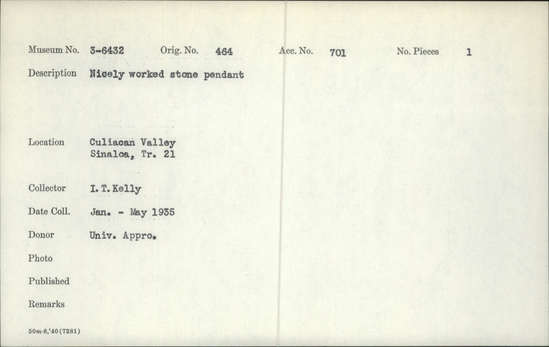 Museum No. 3-6432 Orig. No. 464 Acc. No. 701 No. Pieces 1
Description Nicely worked stone pendant
Location Culiacan Valley
Sinaloa, Tr. 21
Collector I.T.Kelly
Date Coll. Jan. - May 1935
Donor Univ. Appro.
Photo
Published
Remarks
50m-8,'40(7281)